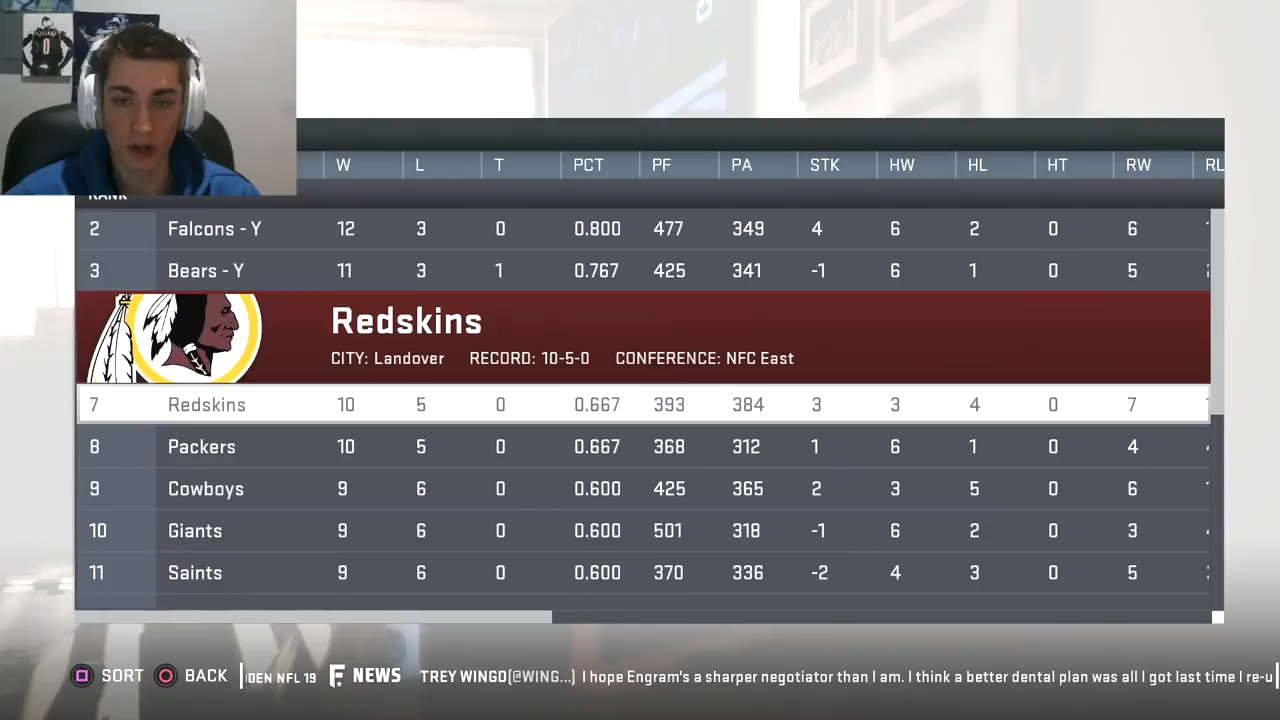 W L T PCT PF PA STK HW HL HT RW RL
RANK
2 Falcons - Y 12 3 0 0.800 477 349 4 6 2 0 6
3 Bears - Y 11 3 1 0.767 425 341 -1 6 1 0 5
Redskins
CITY: Landover RECORD: 10-5-0 CONFERENCE: NFC East
7 Redskins 10 5 0 0.667 393 384 3 3 4 0 7
8 Packers 10 5 0 0.667 368 312 1 6 1 0 4
9 Cowboys 9 6 0 0.600 425 365 2 3 5 0 6
10 Giants 9 6 0 0.600 501 318 -1 6 2 0 3
11 Saints 9 6 0 0.600 370 336 -2 4 3 0 5
SORT BACK DEN NFL 19 F NEWS TREY WINGO(@WING...) I hope Engram's a sharper negotiator than I am. I think a better dental plan was all I got last time I re-u